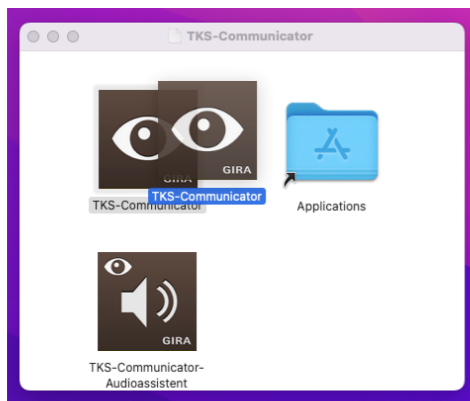 TKS-Communicator
GIRA
GIRA
TKS-Communicator
TKS-Communicator
Applications
GIRA
TKS-Communicator-
Audioassistent